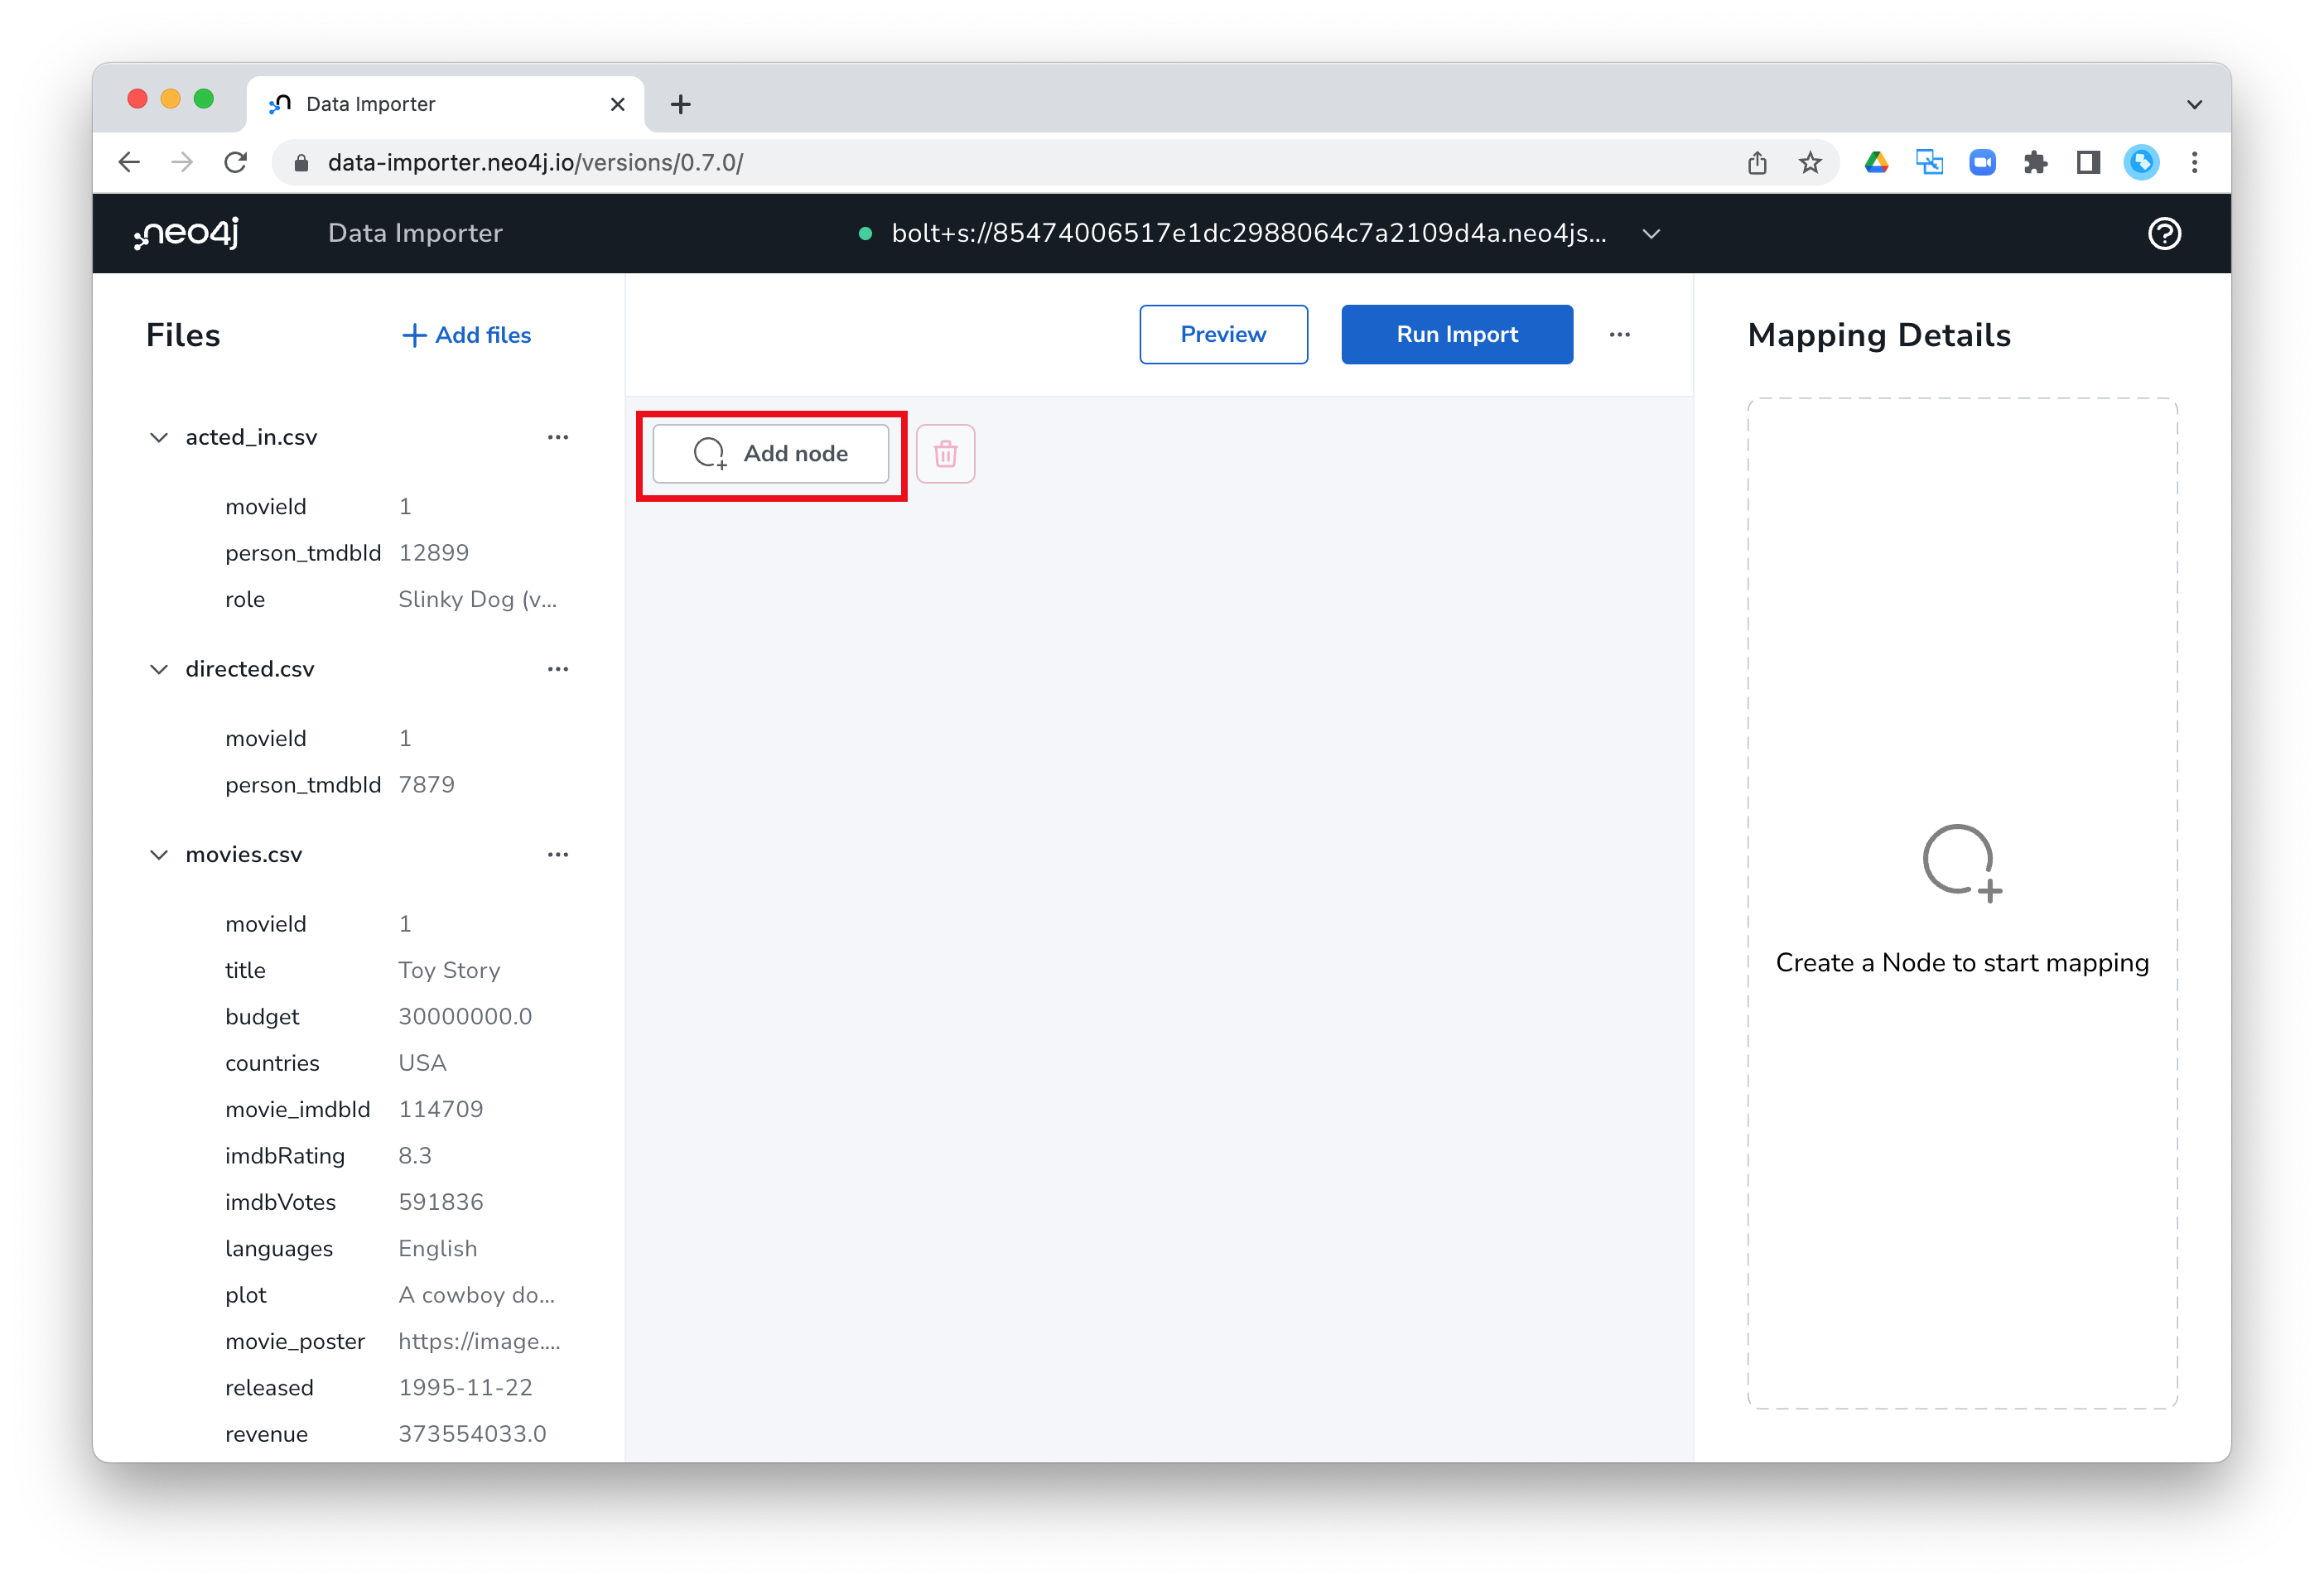 Data Importer
data-importer.neo4j.io/versions/0.7.0/
neo4j
Data Importer
bolt+s://85474006517e1dc2988064c7a2109d4a.neo4js...
Files
Add files
Preview
Run Import
Mapping Details
acted_in.csv
Add node
movieId 1
person_tmdbId 12899
role Slinky Dog (v...
directed.csv
movieId 1
person_tmdbId 7879
movies.csv
movieId 1
title Toy Story
budget 30000000.0
countries USA
movie_imdbId 114709
imdbRating 8.3
imdbVotes 591836
languages English
plot A cowboy do...
movie_poster https://image....
released 1995-11-22
revenue 373554033.0
Create a Node to start mapping